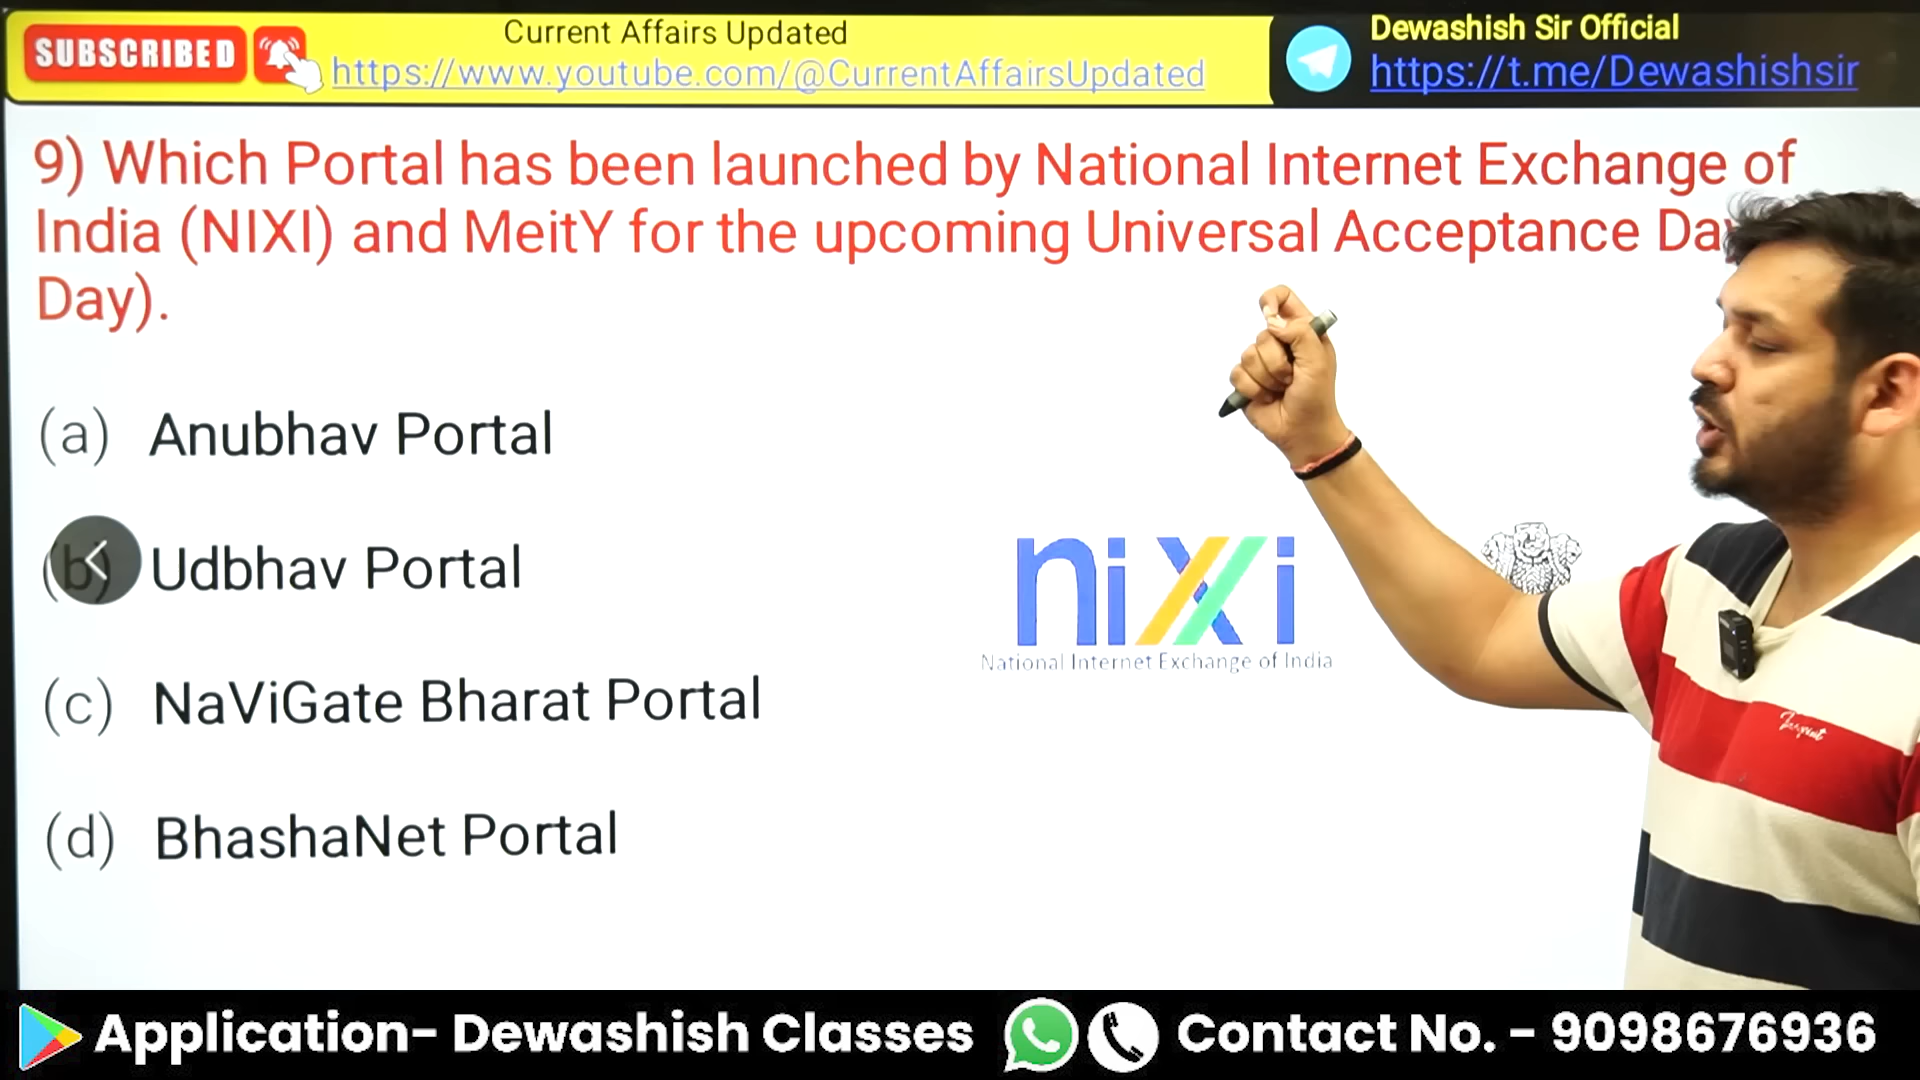 SUBSCRIBED
Current Affairs Updated
https://www.youtube.com/@CurrentAffairsUpdated
Dewashish Sir Official
https://t.me/Dewashishsir
9) Which Portal has been launched by National Internet Exchange of
India (NIXI) and MeitY for the upcoming Universal Acceptance
Day).
(a) Anubhav Portal
(b) Udbhav Portal
(c) NaViGate Bharat Portal
(d) BhashaNet Portal
nixi
National Internet Exchange of India
Application- Dewashish Classes
Contact No. - 9098676936